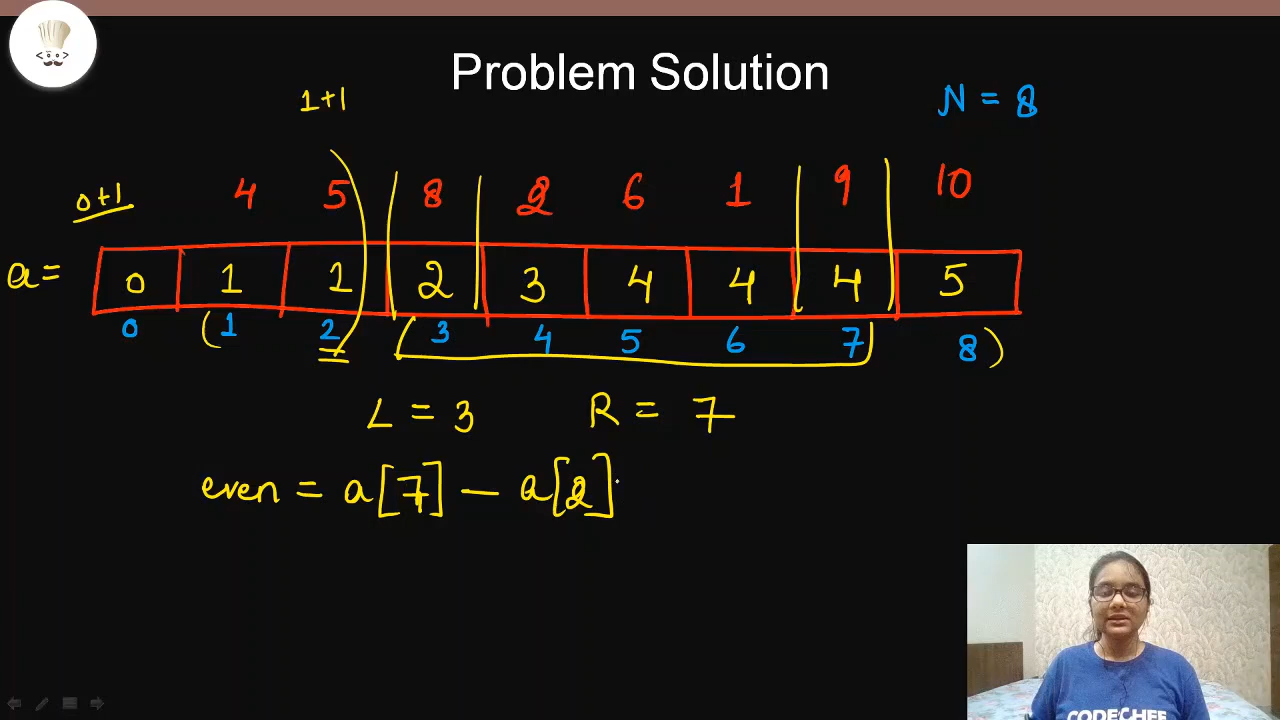 Problem Solution
1+1
N = 8
0+1 4 5 8 2 6 1 9 10
a= 0 1 1 2 3 4 4 4 5
0 (1 2) 3 4 5 6 7 8)
L = 3 R = 7
even = a[7] - a[2]
CODECHEF